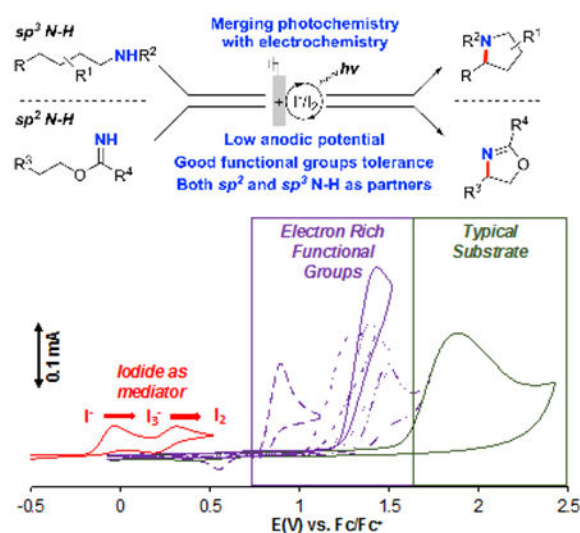 sp³ N-H
Merging photochemistry
with electrochemistry
NHR²
R
R¹
hv
R²
N
R¹
R
+
I⁻/I₂
sp² N-H
Low anodic potential
Good functional groups tolerance
Both sp² and sp³ N-H as partners
NH
R³
O
R⁴
R⁴
N
O
R³
Electron Rich
Functional
Groups
Typical
Substrate
0.1 mA
Iodide as
mediator
I⁻ I₃⁻ I₂
-0.5 0 0.5 1 1.5 2 2.5
E(V) vs. Fc/Fc⁺